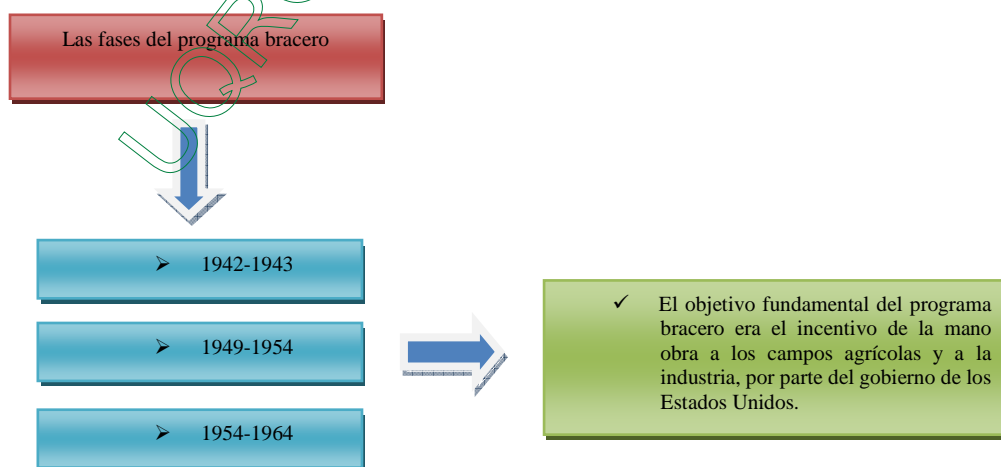 Las fases del programa bracero
➢ 1942-1943
➢ 1949-1954
➢ 1954-1964
✓ El objetivo fundamental del programa
bracero era el incentivo de la mano
obra a los campos agrícolas y a la
industria, por parte del gobierno de los
Estados Unidos.
UQR